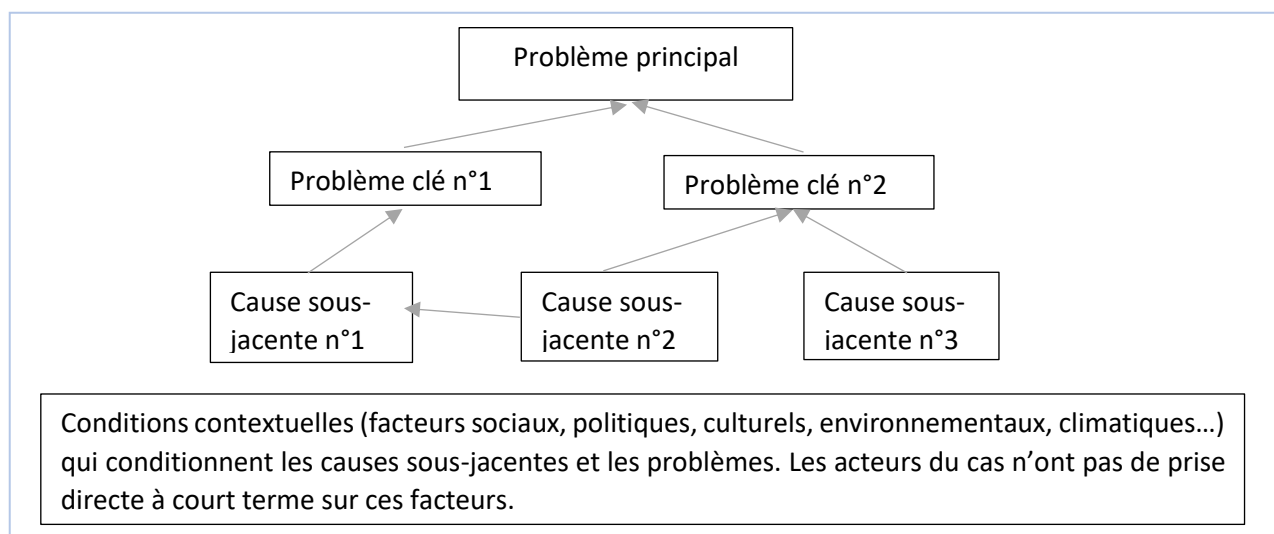 Problème principal
Problème clé n°1
Problème clé n°2
Cause sous-
jacente n°1
Cause sous-
jacente n°2
Cause sous-
jacente n°3
Conditions contextuelles (facteurs sociaux, politiques, culturels, environnementaux, climatiques…)
qui conditionnent les causes sous-jacentes et les problèmes. Les acteurs du cas n’ont pas de prise
directe à court terme sur ces facteurs.